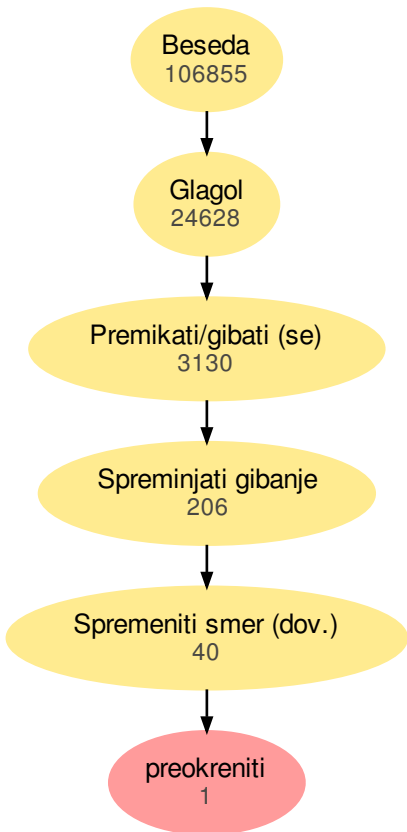 Beseda
106855
Glagol
24628
Premikati/gibati (se)
3130
Spreminjati gibanje
206
Spremeniti smer (dov.)
40
preokreniti
1